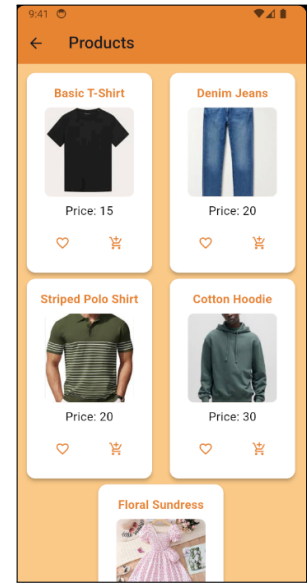 9:41
Products
Basic T-Shirt
Denim Jeans
Price: 15
Price: 20
Striped Polo Shirt
Cotton Hoodie
Price: 20
Price: 30
Floral Sundress